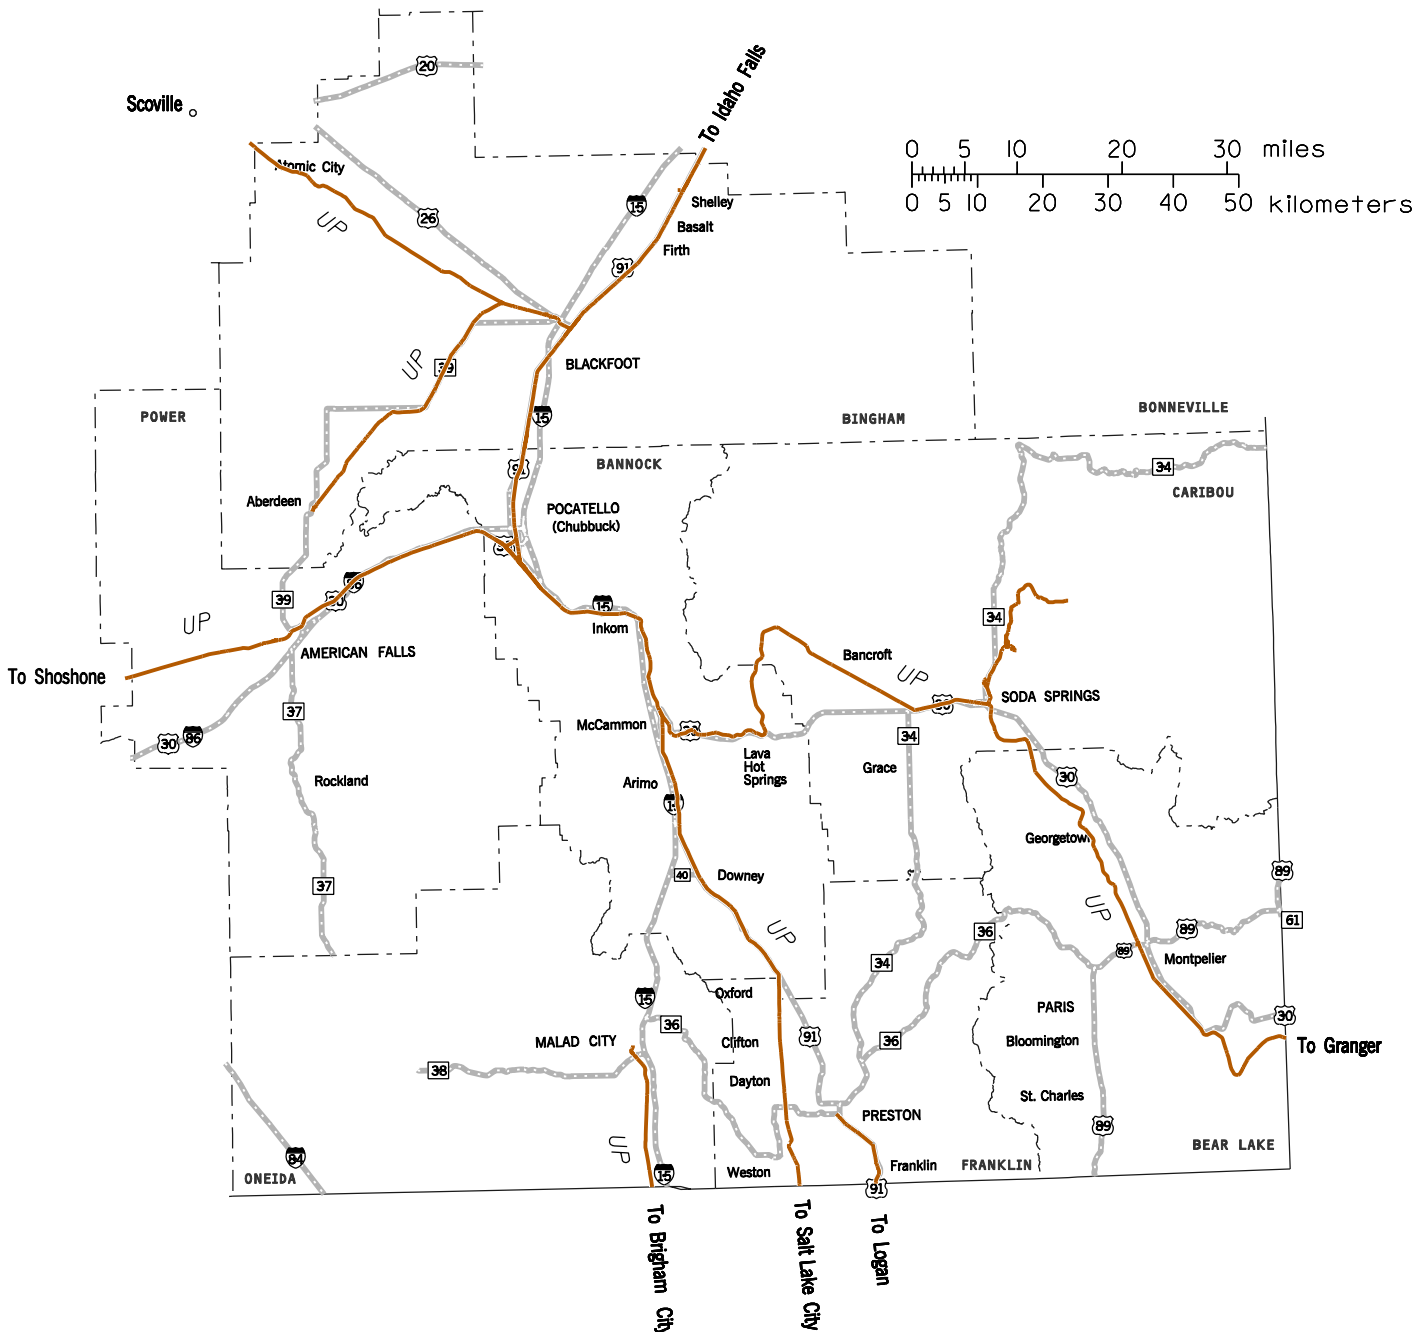 20
To Idaho Falls
Scoville
0 5 10 20 30 miles
0 5 10 20 30 40 50 kilometers
Atomic City
15
Shelley
UP
26
Basalt
Firth
91
UP
39
BLACKFOOT
POWER
15
BINGHAM
BONNEVILLE
91
BANNOCK
34
CARIBOU
Aberdeen
POCATELLO
(Chubbuck)
86
30
39
15
UP
Inkom
34
AMERICAN FALLS
Bancroft
UP
To Shoshone
SODA SPRINGS
37
30
McCammon
30
34
30
86
Lava
Hot
Springs
Grace
30
Rockland
Arimo
15
Georgetown
40
Downey
89
37
UP
UP
61
36
89
89
34
Montpelier
Oxford
15
PARIS
30
36
91
MALAD CITY
Clifton
36
Bloomington
To Granger
38
Dayton
St. Charles
PRESTON
89
UP
BEAR LAKE
84
ONEIDA
15
Weston
Franklin
FRANKLIN
91
To Brigham City
To Salt Lake City
To Logan